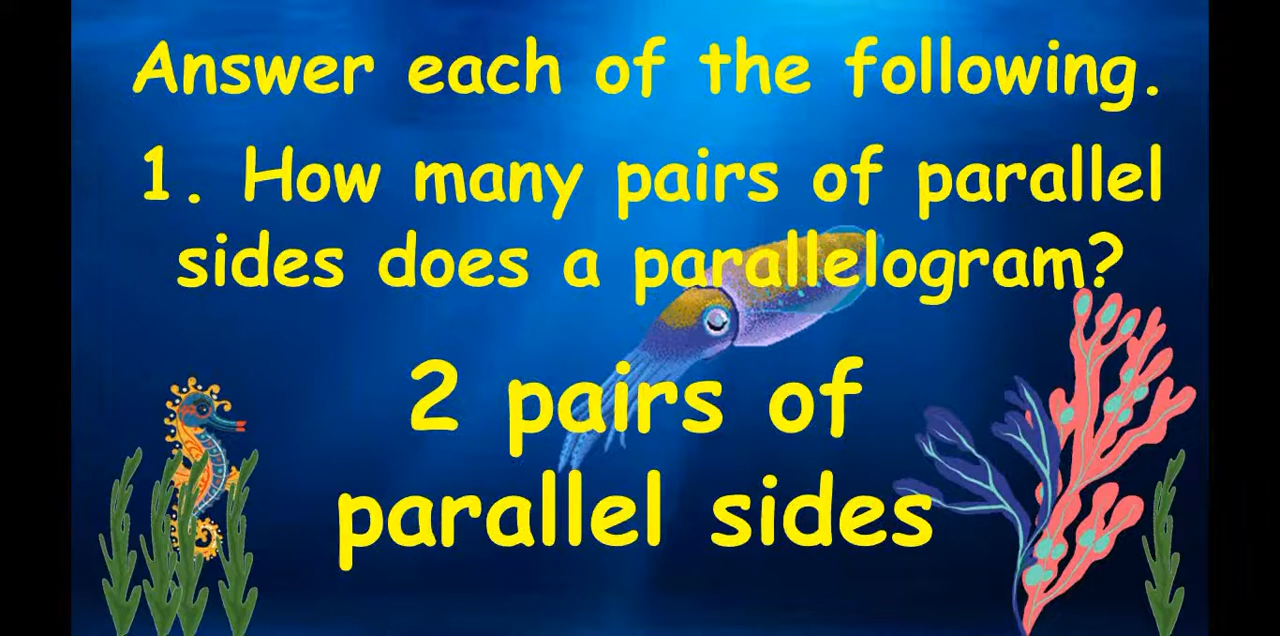 Answer each of the following.
1. How many pairs of parallel
sides does a parallelogram?
2 pairs of
parallel sides